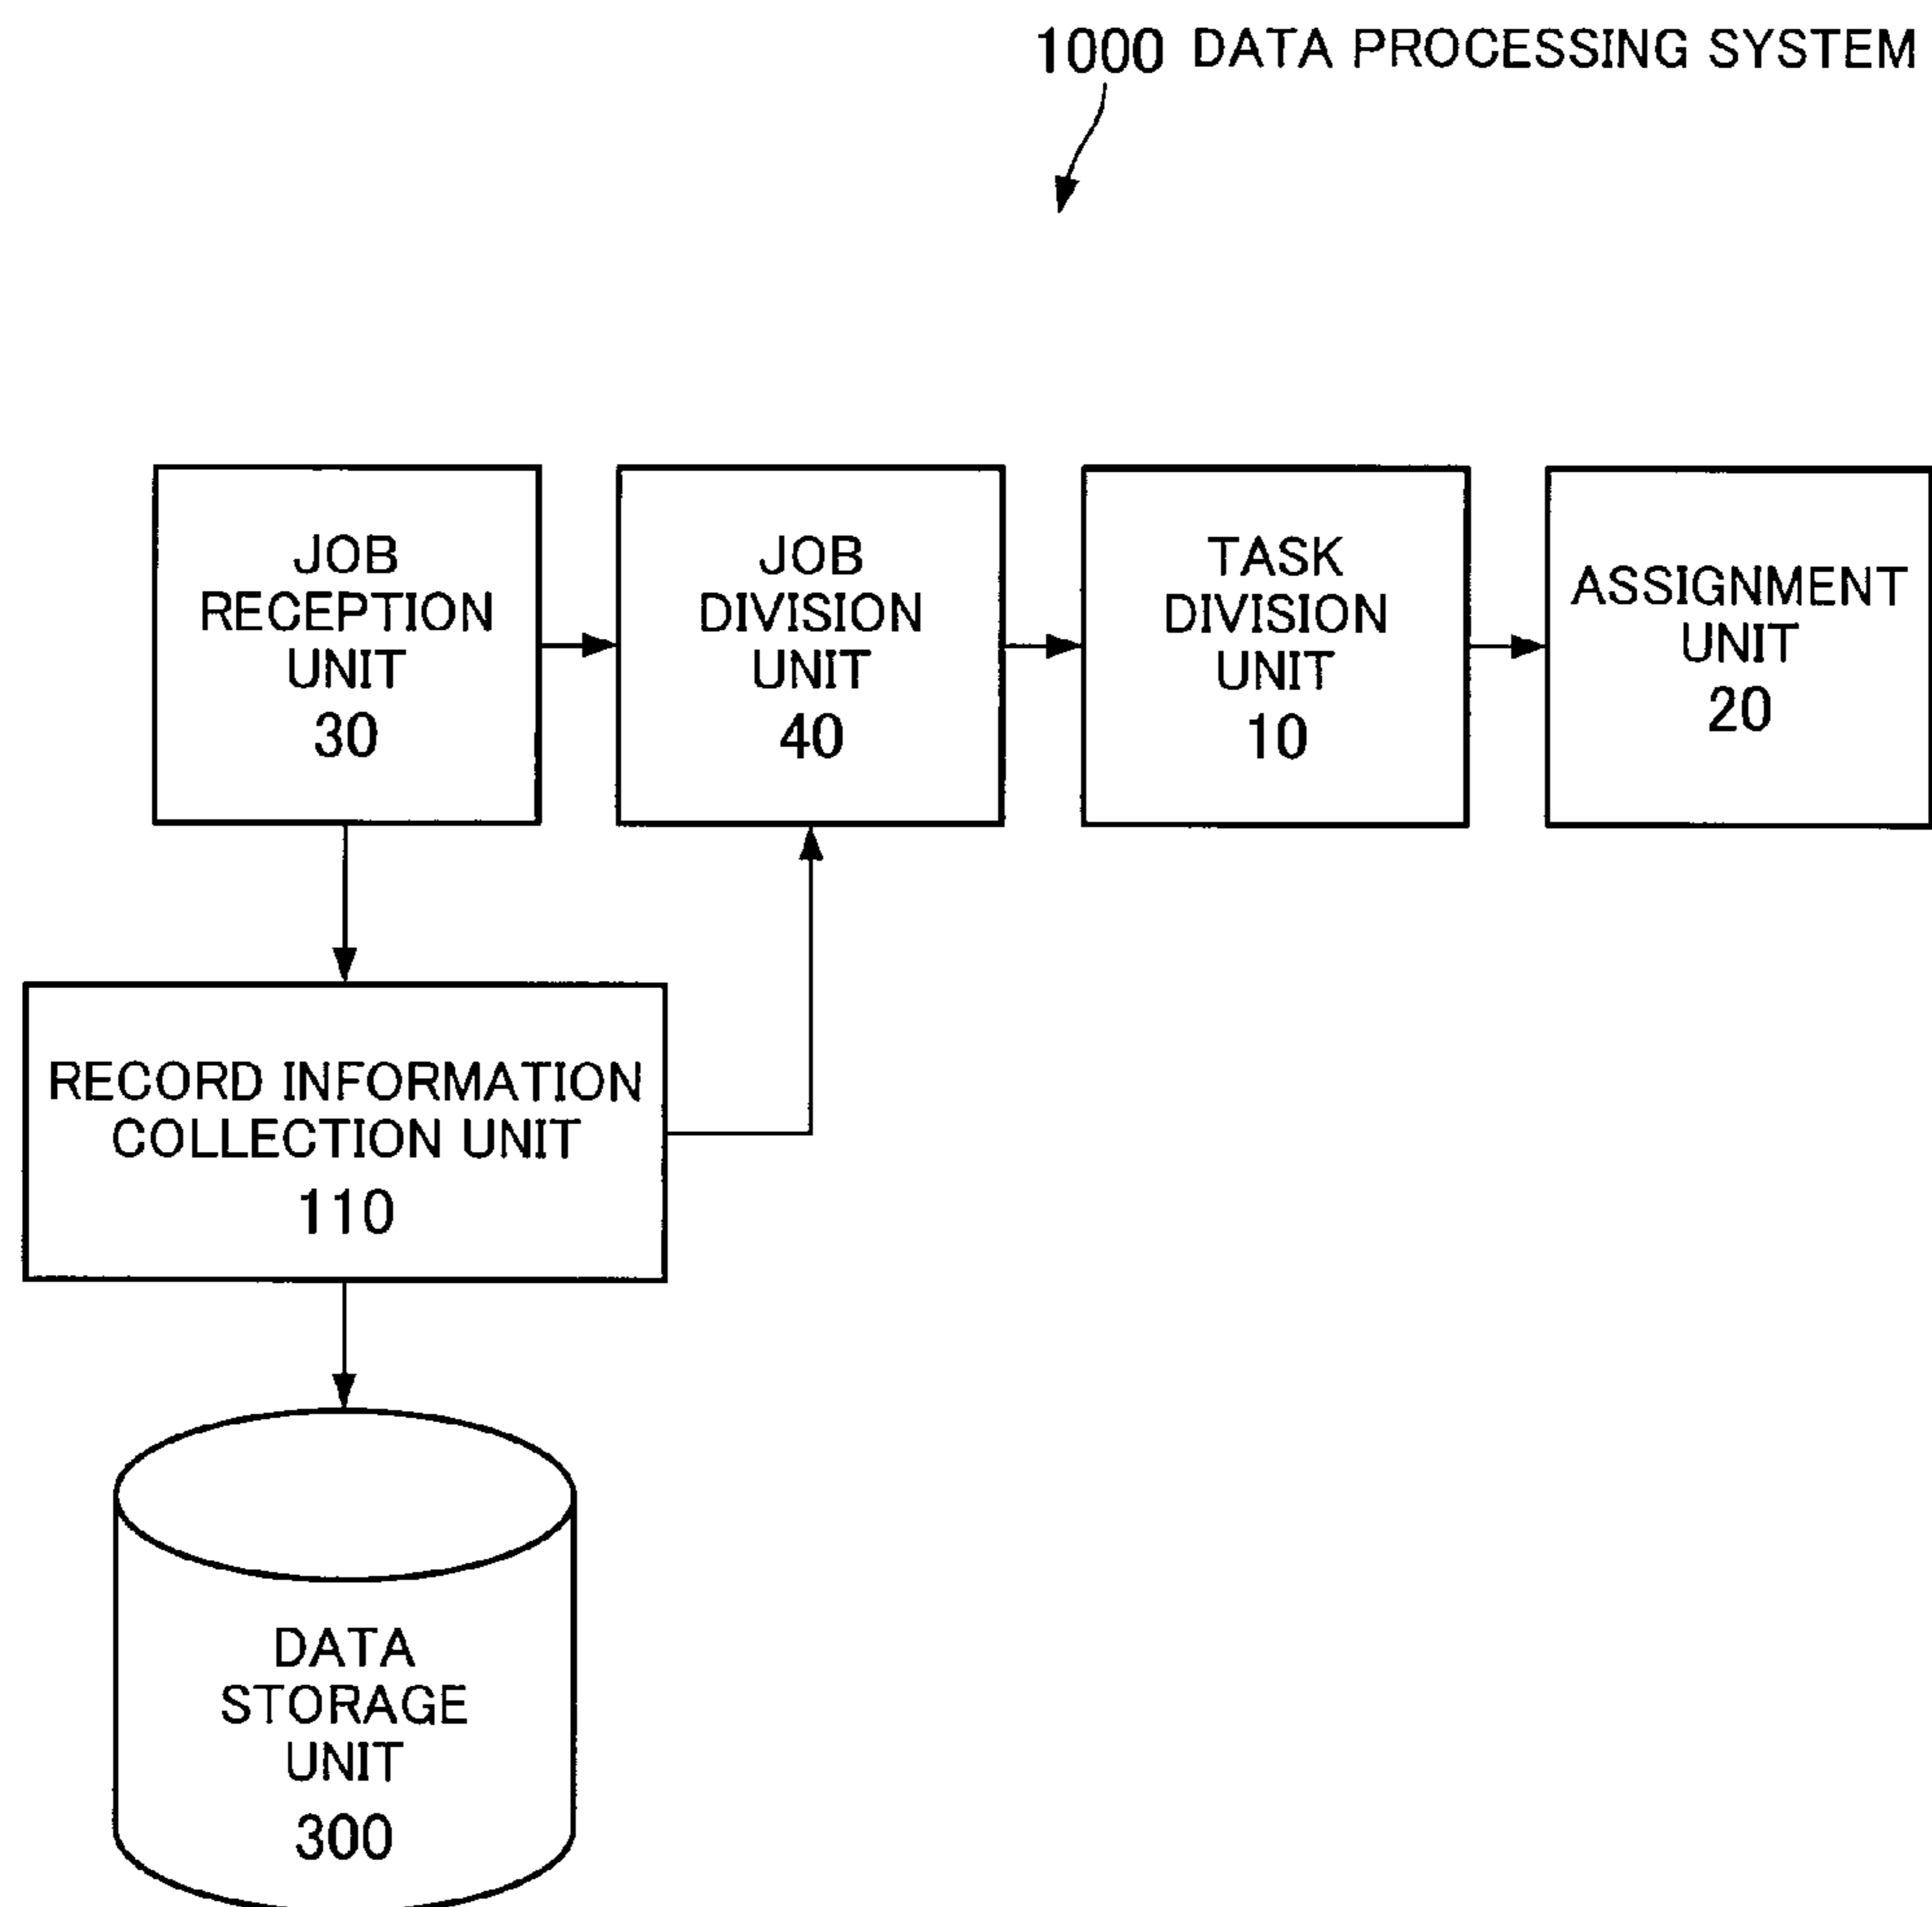 1000 DATA PROCESSING SYSTEM
JOB
RECEPTION
UNIT
30
JOB
DIVISION
UNIT
40
TASK
DIVISION
UNIT
10
ASSIGNMENT
UNIT
20
RECORD INFORMATION
COLLECTION UNIT
110
DATA
STORAGE
UNIT
300